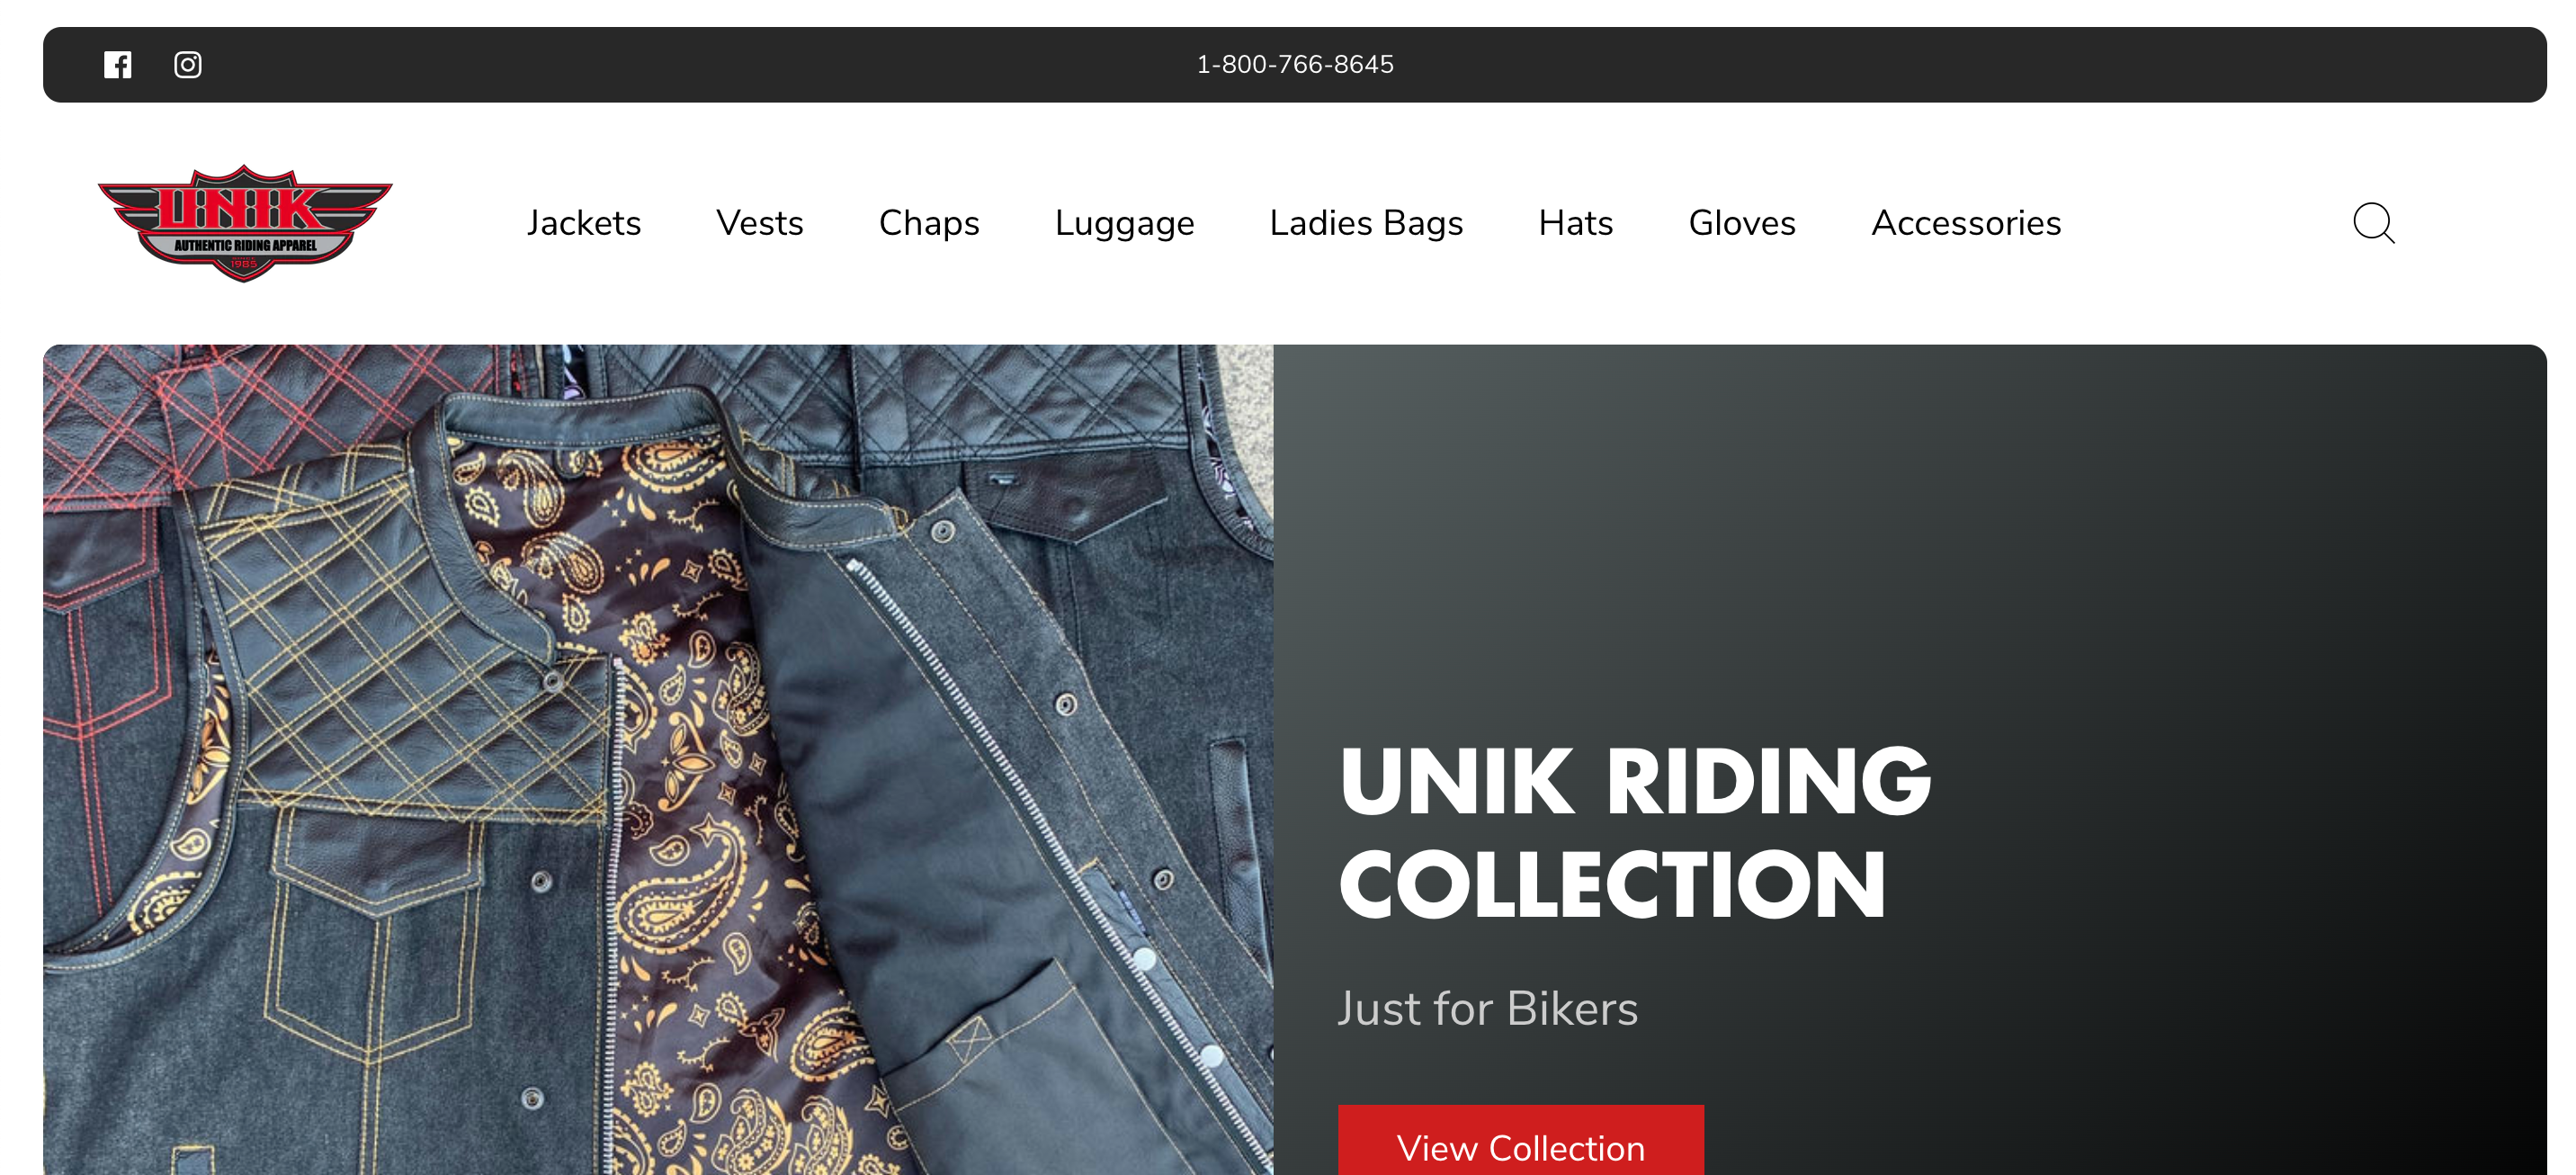 1-800-766-8645
UNIK
AUTHENTIC RIDING APPAREL
SINCE
1985
Jackets Vests Chaps Luggage Ladies Bags Hats Gloves Accessories
UNIK RIDING
COLLECTION
Just for Bikers
View Collection